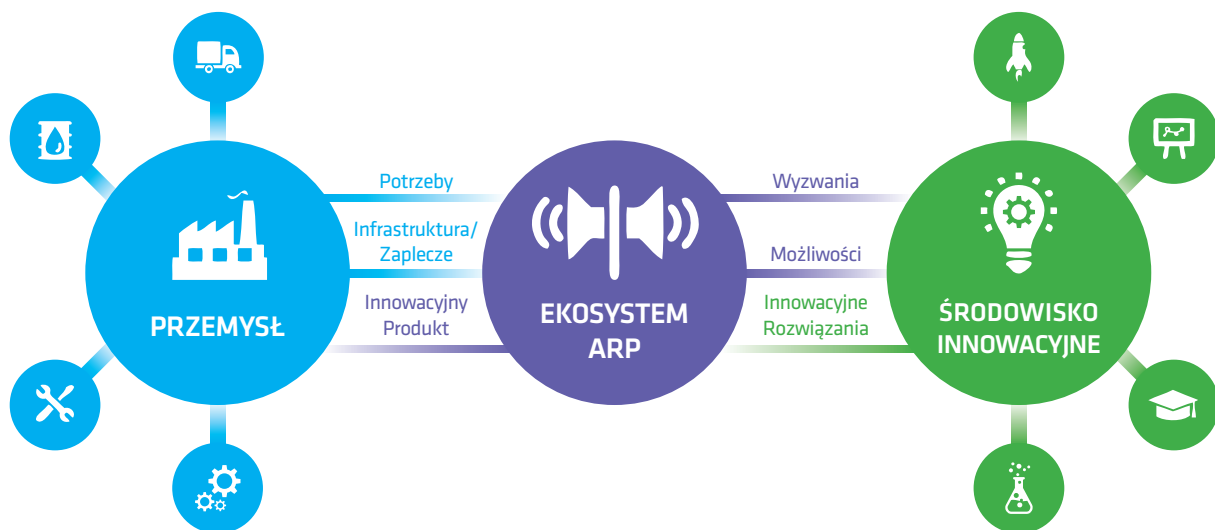 PRZEMYSŁ
Potrzeby
Infrastruktura/
Zaplecze
Innowacyjny
Produkt
EKOSYSTEM
ARP
Wyzwania
Możliwości
Innowacyjne
Rozwiązania
ŚRODOWISKO
INNOWACYJNE